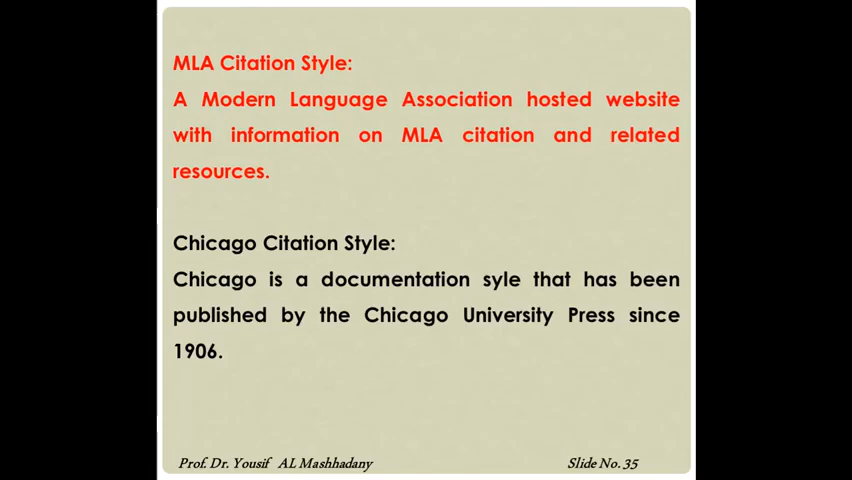 MLA Citation Style:
A Modern Language Association hosted website
with information on MLA citation and related
resources.
Chicago Citation Style:
Chicago is a documentation syle that has been
published by the Chicago University Press since
1906.
Prof. Dr. Yousif AL Mashhadany Slide No. 35